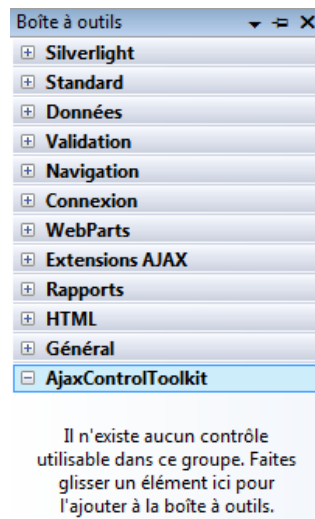 Boîte à outils
Silverlight
Standard
Données
Validation
Navigation
Connexion
WebParts
Extensions AJAX
Rapports
HTML
Général
AjaxControlToolkit
Il n'existe aucun contrôle
utilisable dans ce groupe. Faites
glisser un élément ici pour
l'ajouter à la boîte à outils.